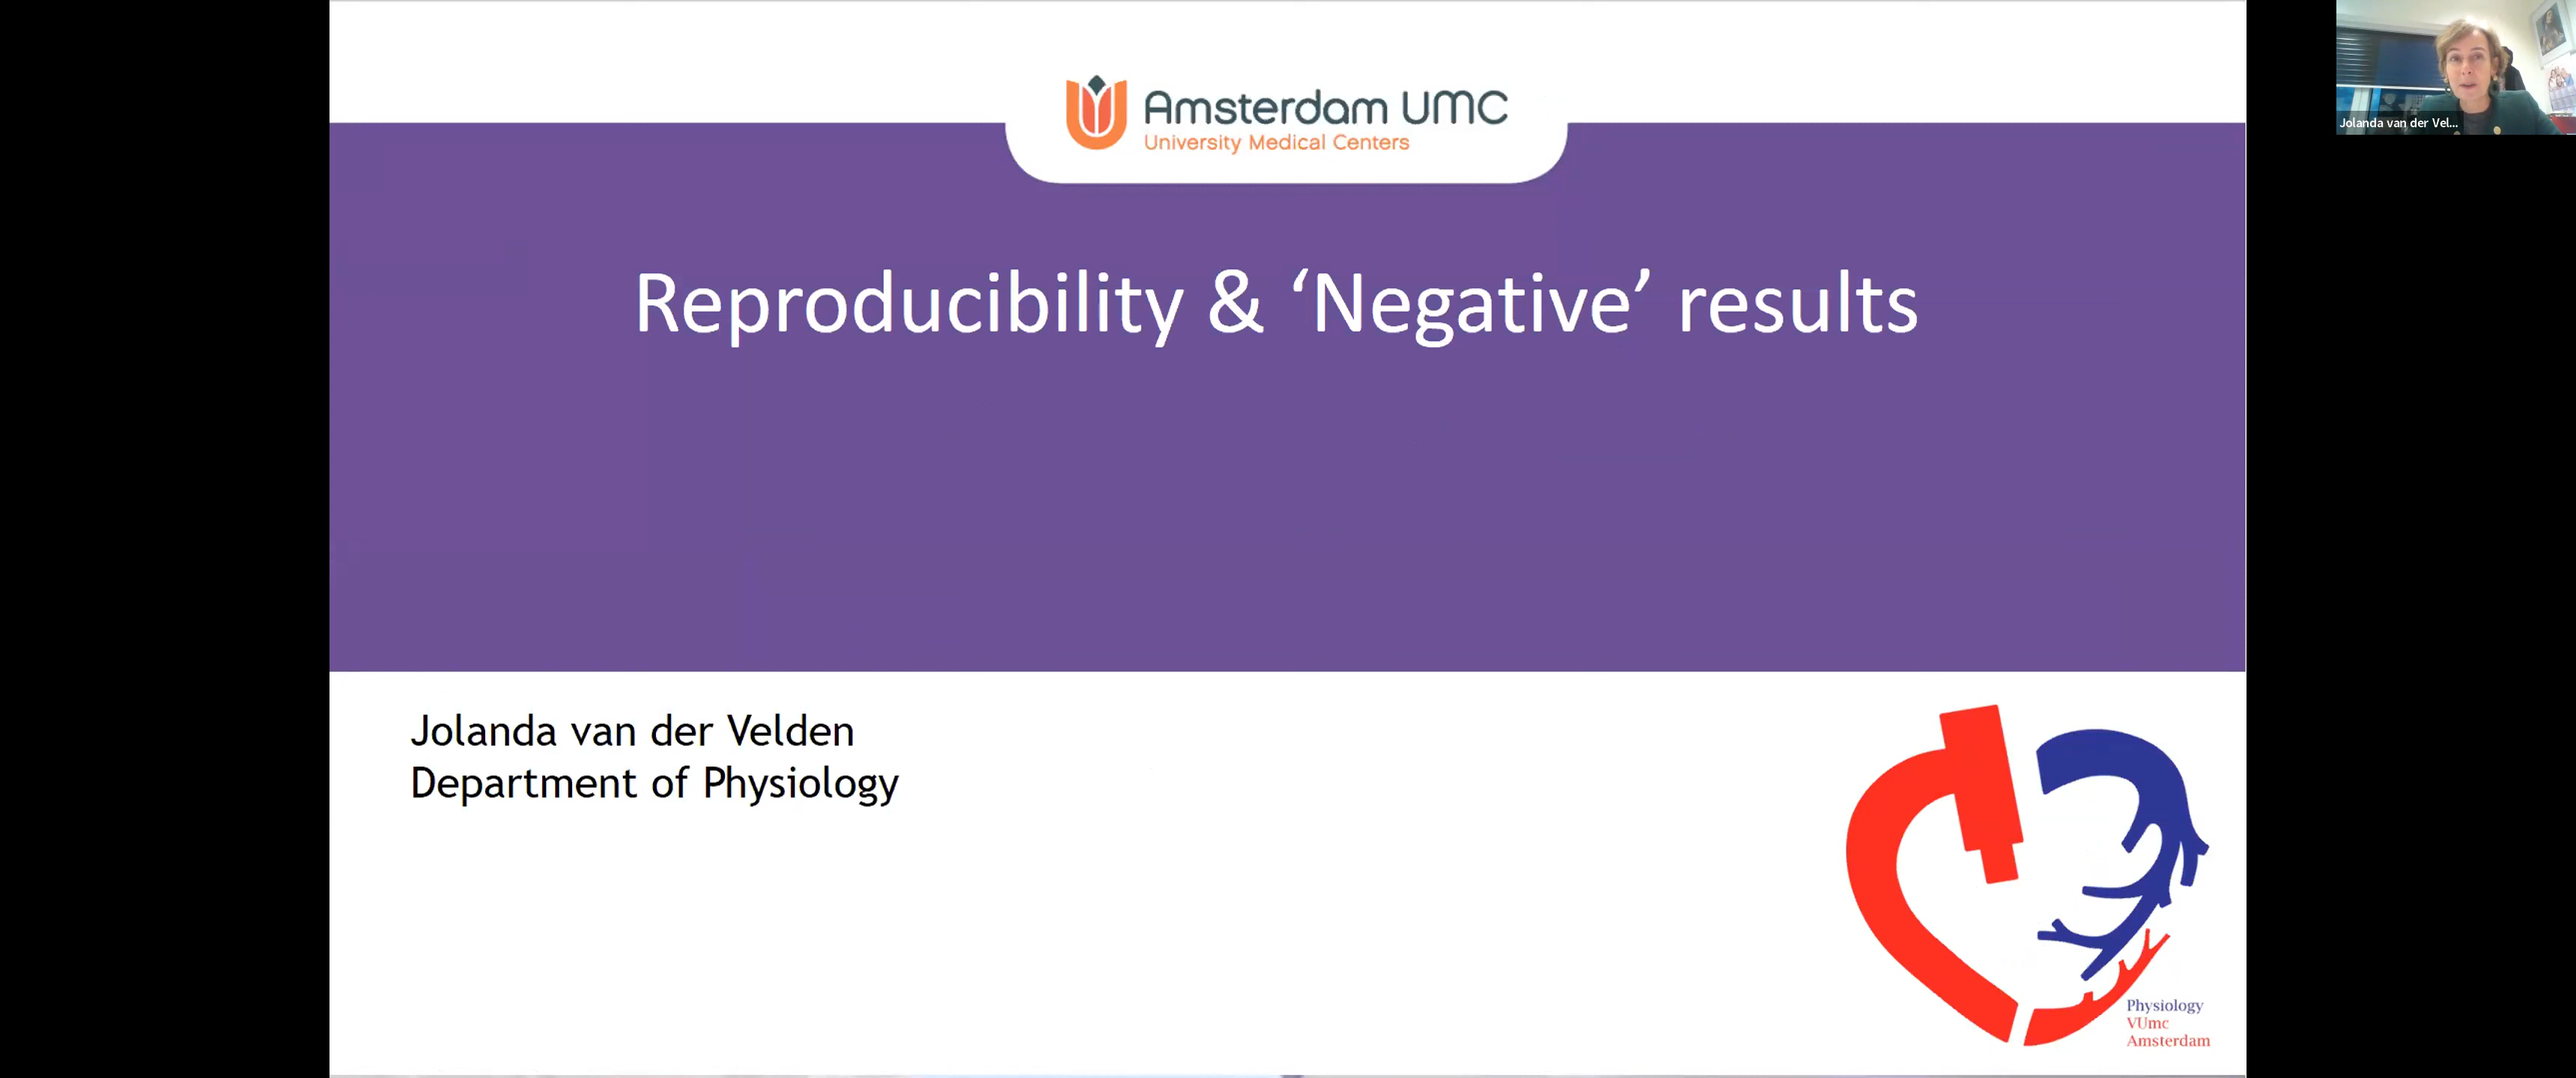 Amsterdam UMC
University Medical Centers
Jolanda van der Vel...
Reproducibility & ‘Negative’ results
Jolanda van der Velden
Department of Physiology
Physiology
VUmc
Amsterdam